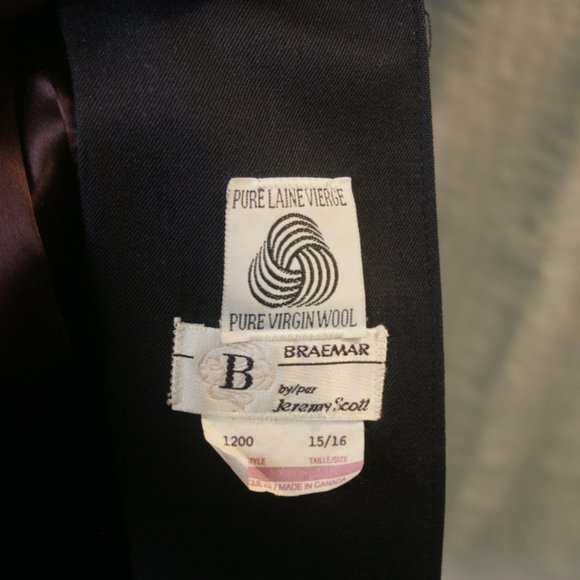 PURE LAINE VIERGE
PURE VIRGIN WOOL
B
BRAEMAR
by/par
Jeremy Scott
1200 15/16
TAILLE/SIZE
/ MADE IN CANADA